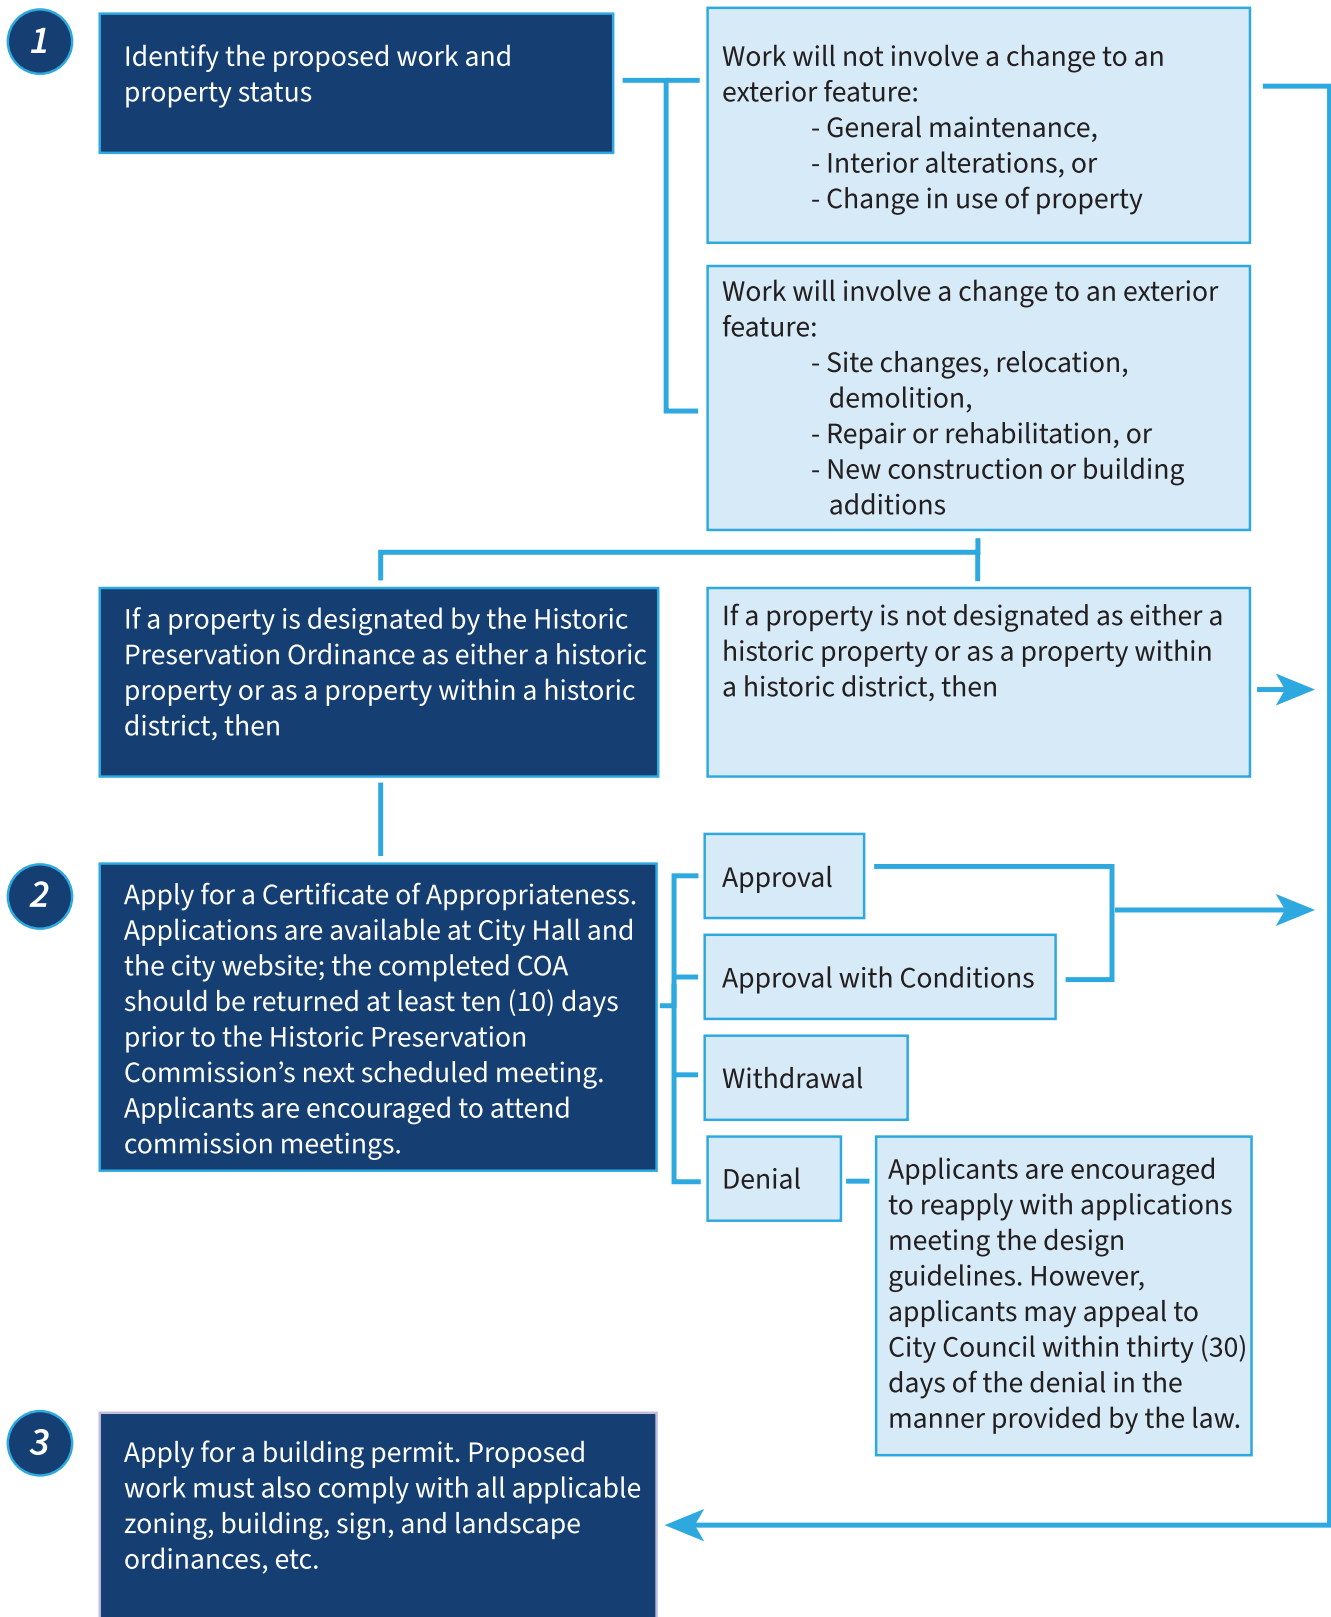 1
Identify the proposed work and
property status
Work will not involve a change to an
exterior feature:
- General maintenance,
- Interior alterations, or
- Change in use of property
Work will involve a change to an exterior
feature:
- Site changes, relocation,
demolition,
- Repair or rehabilitation, or
- New construction or building
additions
If a property is designated by the Historic
Preservation Ordinance as either a historic
property or as a property within a historic
district, then
If a property is not designated as either a
historic property or as a property within
a historic district, then
2
Apply for a Certificate of Appropriateness.
Applications are available at City Hall and
the city website; the completed COA
should be returned at least ten (10) days
prior to the Historic Preservation
Commission’s next scheduled meeting.
Applicants are encouraged to attend
commission meetings.
Approval
Approval with Conditions
Withdrawal
Denial
Applicants are encouraged
to reapply with applications
meeting the design
guidelines. However,
applicants may appeal to
City Council within thirty (30)
days of the denial in the
manner provided by the law.
3
Apply for a building permit. Proposed
work must also comply with all applicable
zoning, building, sign, and landscape
ordinances, etc.